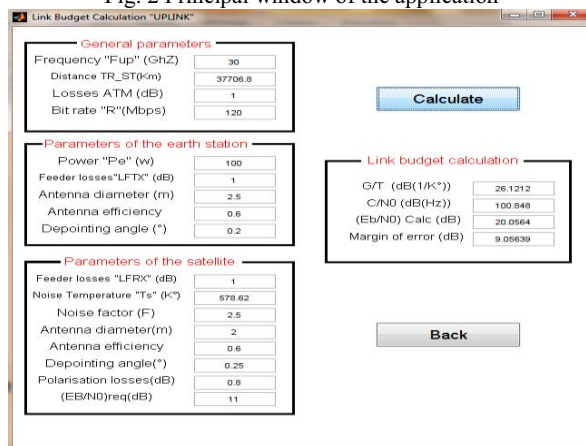 Fig. 2 Principal window of the application
Link Budget Calculation "UPLINK"
General parameters
Frequency "Fup" (GhZ) 30
Distance TR_ST(Km) 37706.8
Losses ATM (dB) 1
Bit rate "R"(Mbps) 120
Parameters of the earth station
Power "Pe" (w) 100
Feeder losses"LFTX" (dB) 1
Antenna diameter (m) 2.5
Antenna efficiency 0.6
Depointing angle (°) 0.2
Parameters of the satellite
Feeder losses "LFRX" (dB) 1
Noise Temperature "Ts" (K°) 578.62
Noise factor (F) 2.5
Antenna diameter(m) 2
Antenna efficiency 0.6
Depointing angle(°) 0.25
Polarisation losses(dB) 0.8
(EB/N0)req(dB) 11
Calculate
Link budget calculation
G/T (dB(1/K°)) 26.1212
C/N0 (dB(Hz)) 100.848
(Eb/N0) Calc (dB) 20.0564
Margin of error (dB) 9.05639
Back